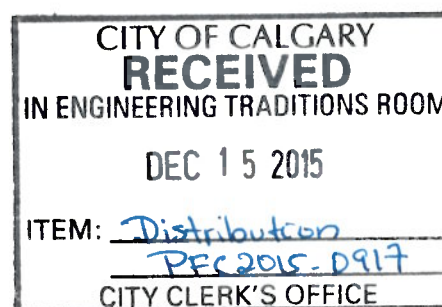 CITY OF CALGARY
RECEIVED
IN ENGINEERING TRADITIONS ROOM
DEC 15 2015
ITEM: Distribution
PFC2015-0917
CITY CLERK'S OFFICE